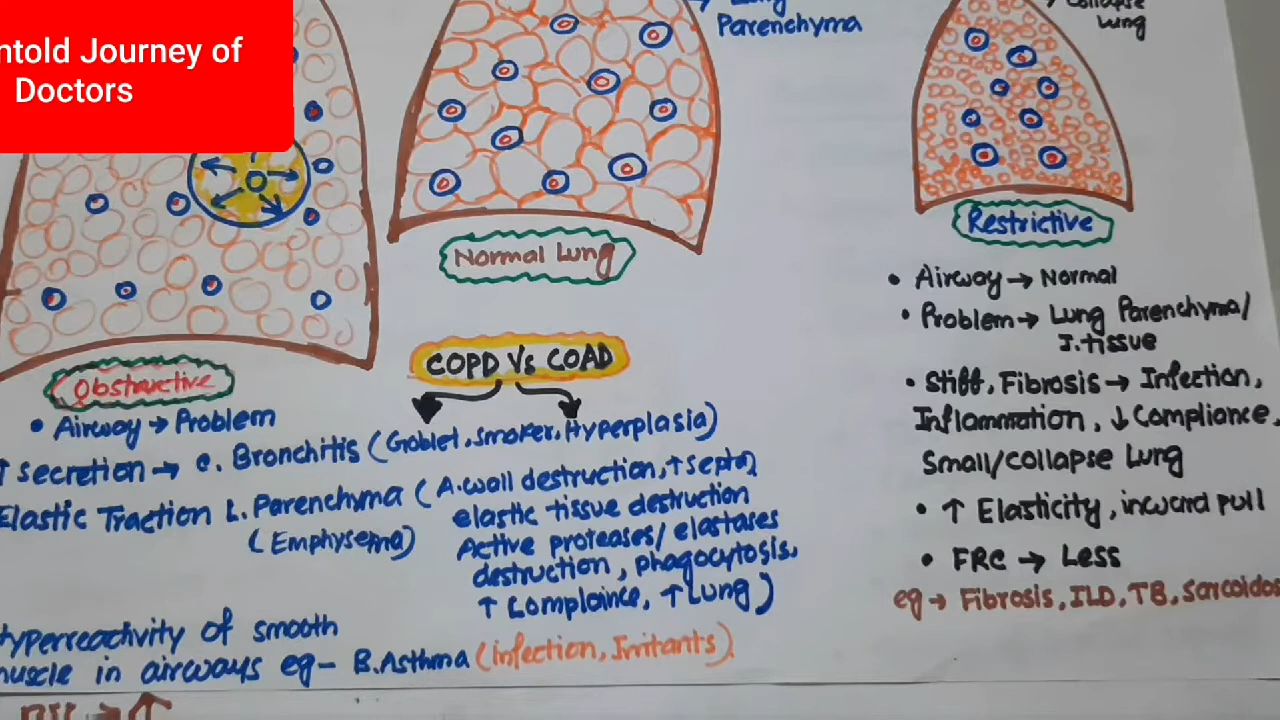 ntold Journey of
Doctors
Parenchyma
Lung
Normal Lung
COPD Vs COAD
Obstructive
• Airway → Problem
↑ secretion → c. Bronchitis (Goblet, smoker, Hyperplasia)
Elastic Traction L. Parenchyma (A. wall destruction, ↑ septa,
(Emphysema)
elastic tissue destruction
Active proteases/ elastases
destruction, phagocytosis,
↑ Complaince, ↑ Lung)
Hyperreactivity of smooth
muscle in airways eg - B. Asthma (infection, Irritants)
Restrictive
• Airway → Normal
• Problem → Lung Parenchyma/
I. tissue
• Stiff, Fibrosis → Infection,
Inflammation, ↓ Compliance,
Small/collapse Lung
• ↑ Elasticity, inward pull
• FRC → Less
eg → Fibrosis, ILD, TB, Sarcoidos